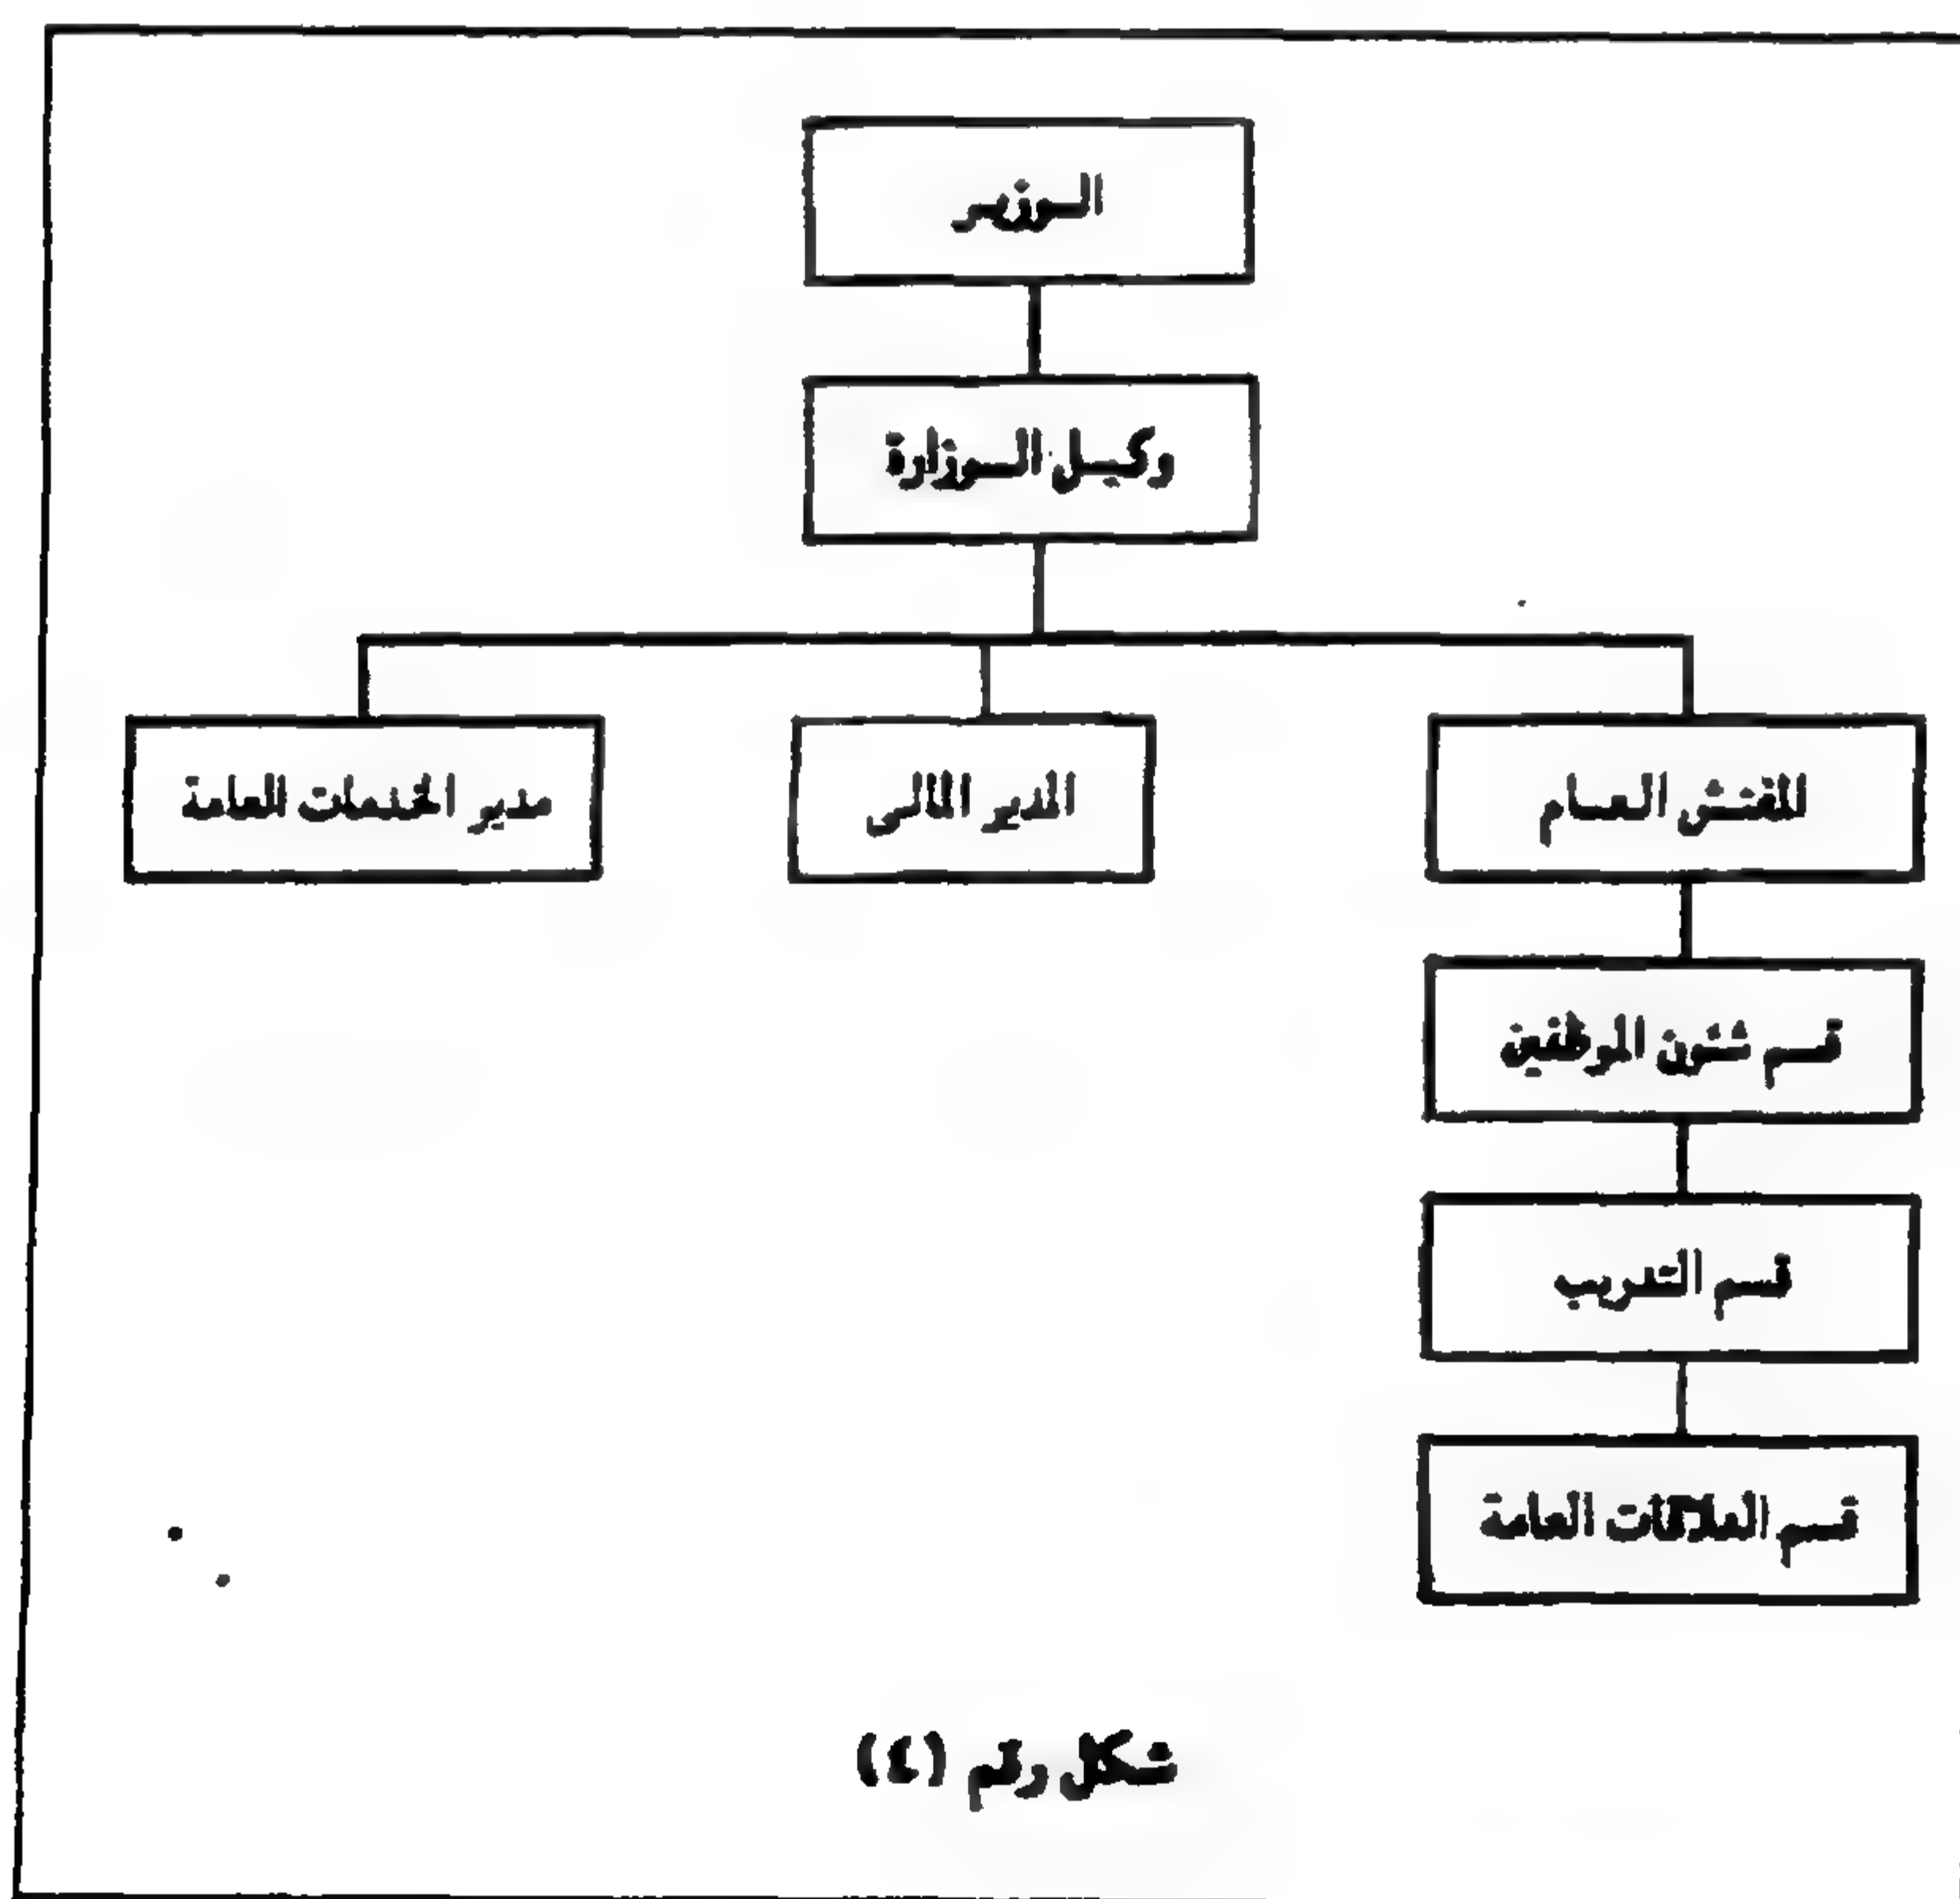 الوزير
وكيل الوزارة
المفتش العام
المدير المالى
مدير الخدمات العامة
قسم شئون الموظفين
قسم التدريب
قسم العلاقات العامة
شكل رقم (٤)